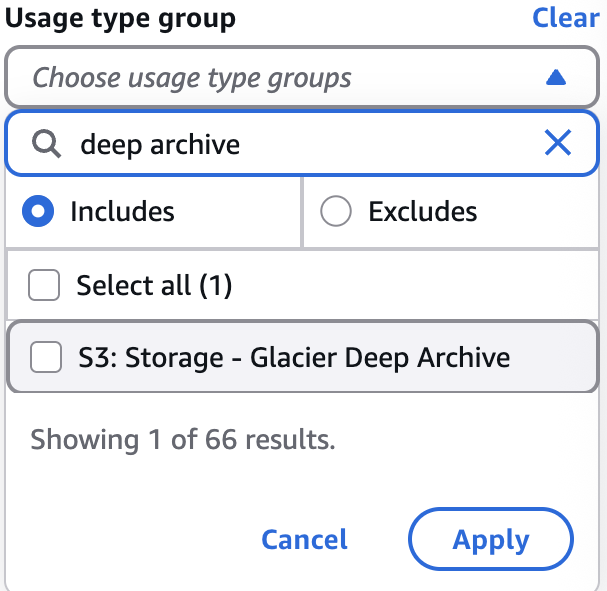 Usage type group Clear
Choose usage type groups
deep archive
Includes Excludes
Select all (1)
S3: Storage - Glacier Deep Archive
Showing 1 of 66 results.
Cancel Apply